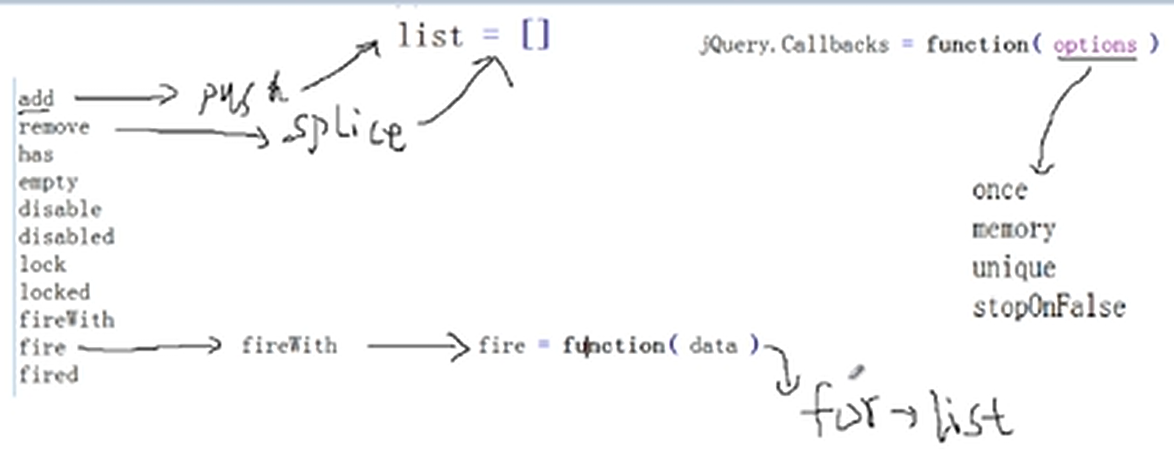 list = []
jQuery.Callbacks = function( options )
add push
remove splice
has
empty
disable
disabled
lock
locked
fireWith
fire fireWith fire = function( data )
fired
for list
once
memory
unique
stopOnFalse